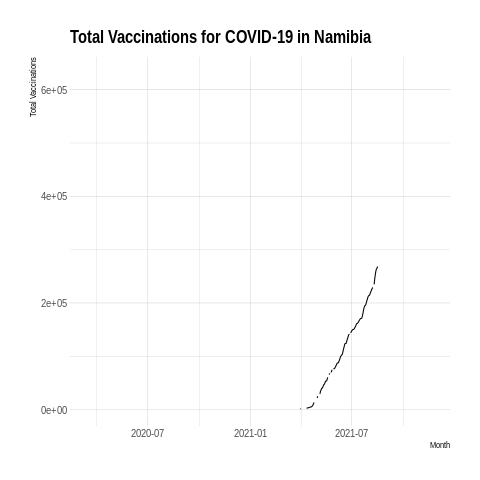 Total Vaccinations for COVID-19 in Namibia
Total Vaccinations
6e+05
4e+05
2e+05
0e+00
2020-07 2021-01 2021-07
Month